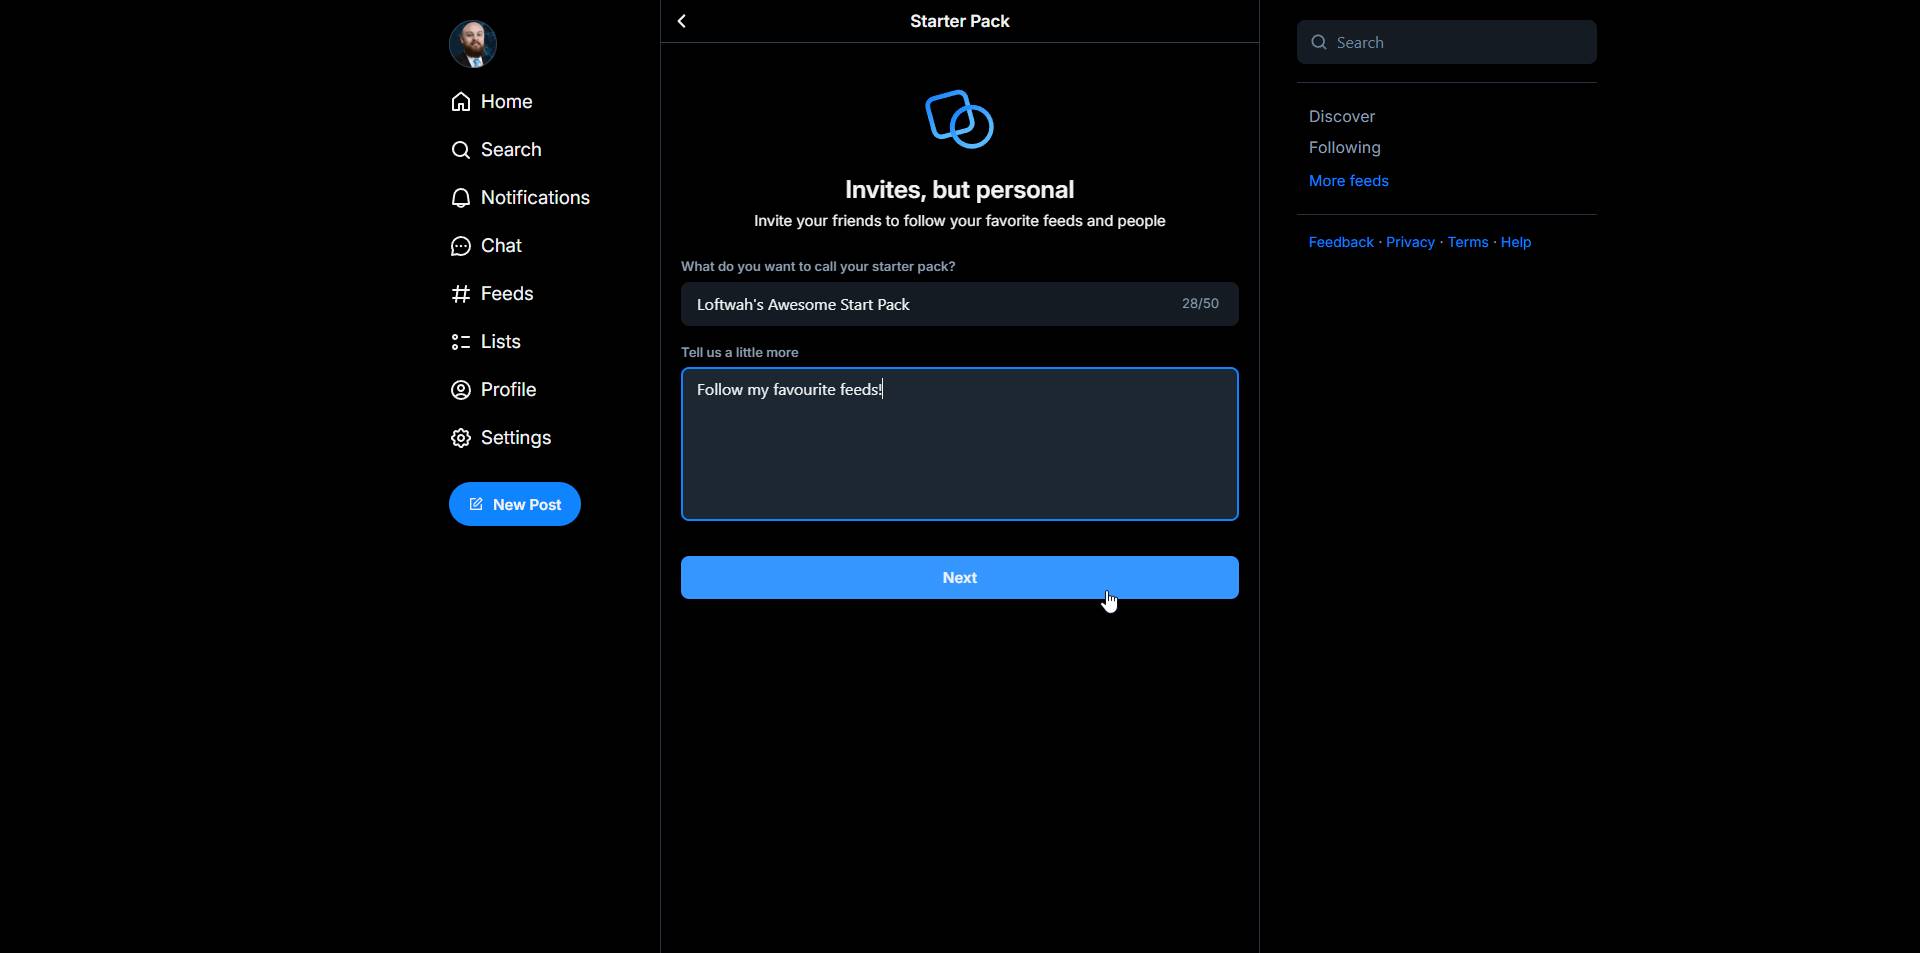 Home
Search
Notifications
Chat
Feeds
Lists
Profile
Settings
New Post
Starter Pack
Invites, but personal
Invite your friends to follow your favorite feeds and people
What do you want to call your starter pack?
Loftwah's Awesome Start Pack 28/50
Tell us a little more
Follow my favourite feeds!
Next
Search
Discover
Following
More feeds
Feedback · Privacy · Terms · Help